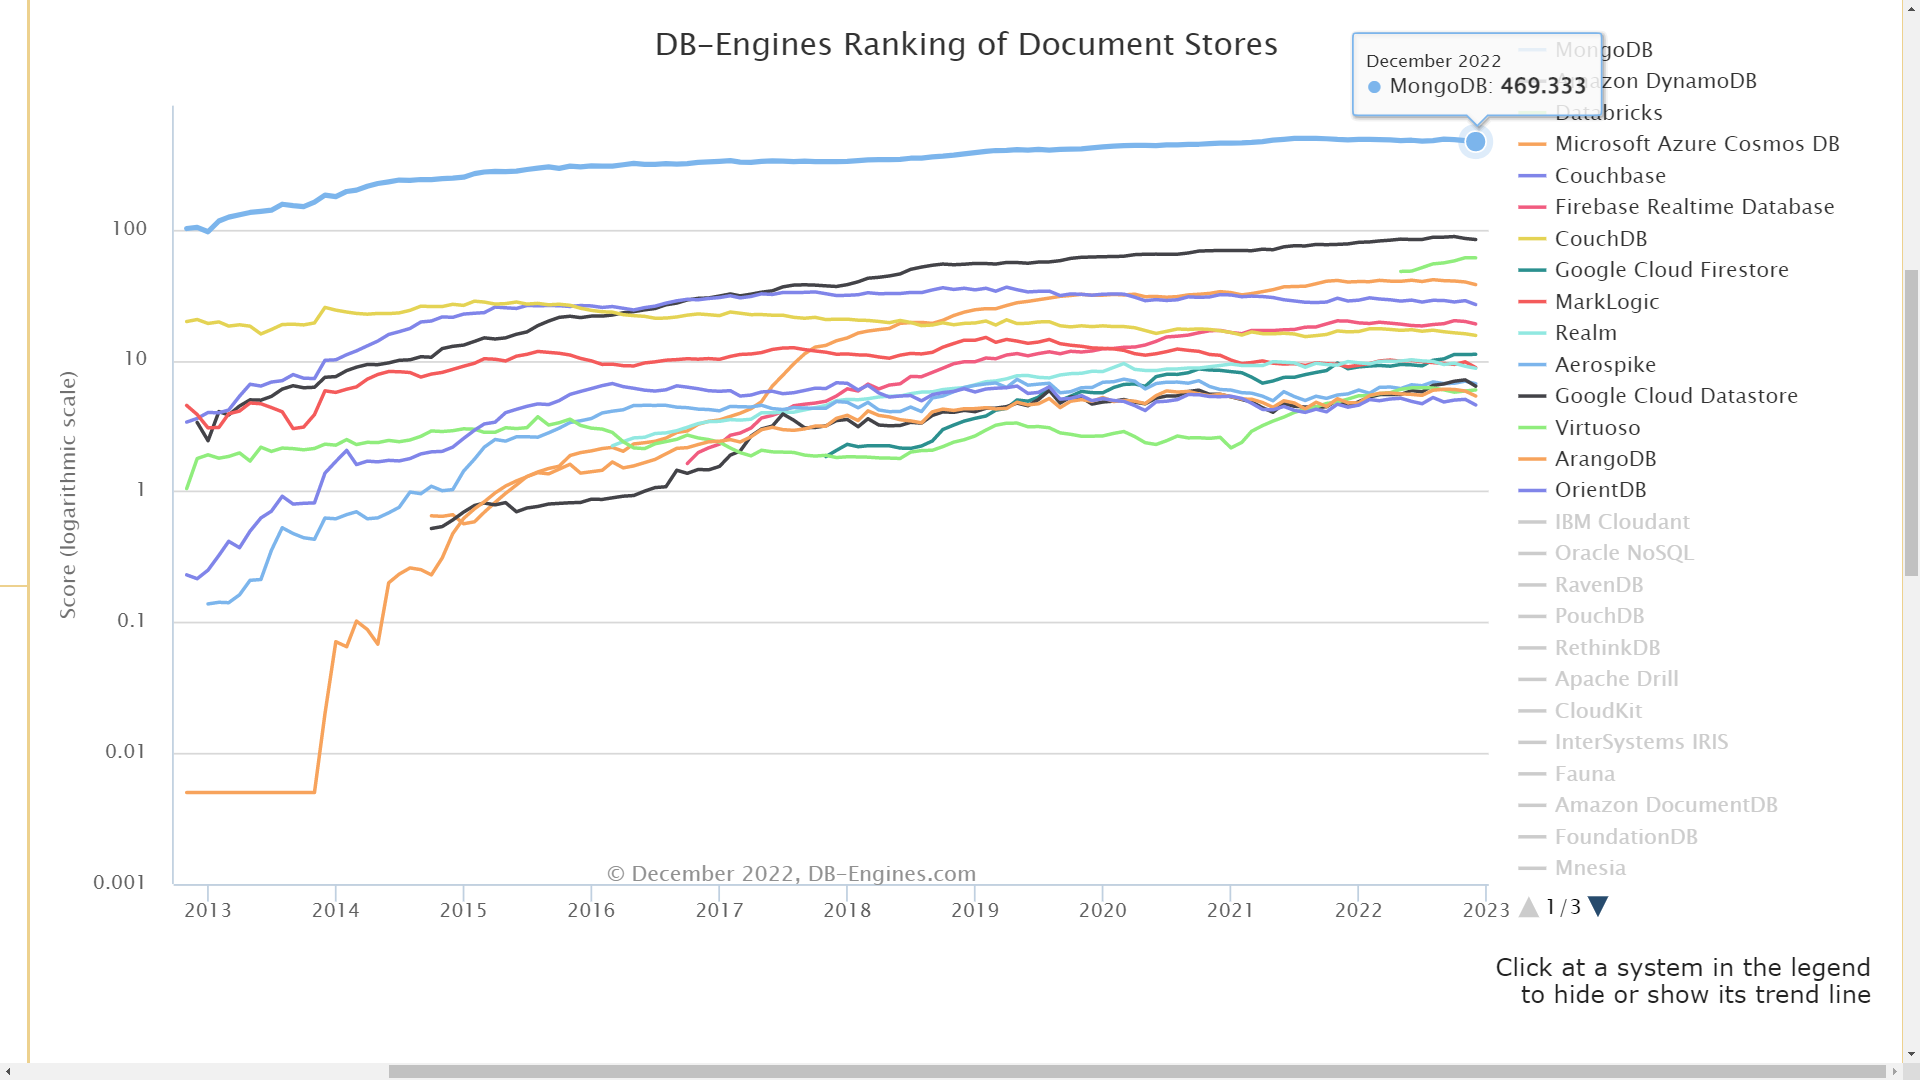 DB-Engines Ranking of Document Stores
December 2022
MongoDB: 469.333
MongoDB
Amazon DynamoDB
Databricks
Microsoft Azure Cosmos DB
Couchbase
Firebase Realtime Database
CouchDB
Google Cloud Firestore
MarkLogic
Realm
Aerospike
Google Cloud Datastore
Virtuoso
ArangoDB
OrientDB
IBM Cloudant
Oracle NoSQL
RavenDB
PouchDB
RethinkDB
Apache Drill
CloudKit
InterSystems IRIS
Fauna
Amazon DocumentDB
FoundationDB
Mnesia
1/3
Score (logarithmic scale)
100
10
1
0.1
0.01
0.001
© December 2022, DB-Engines.com
2013 2014 2015 2016 2017 2018 2019 2020 2021 2022 2023
Click at a system in the legend
to hide or show its trend line